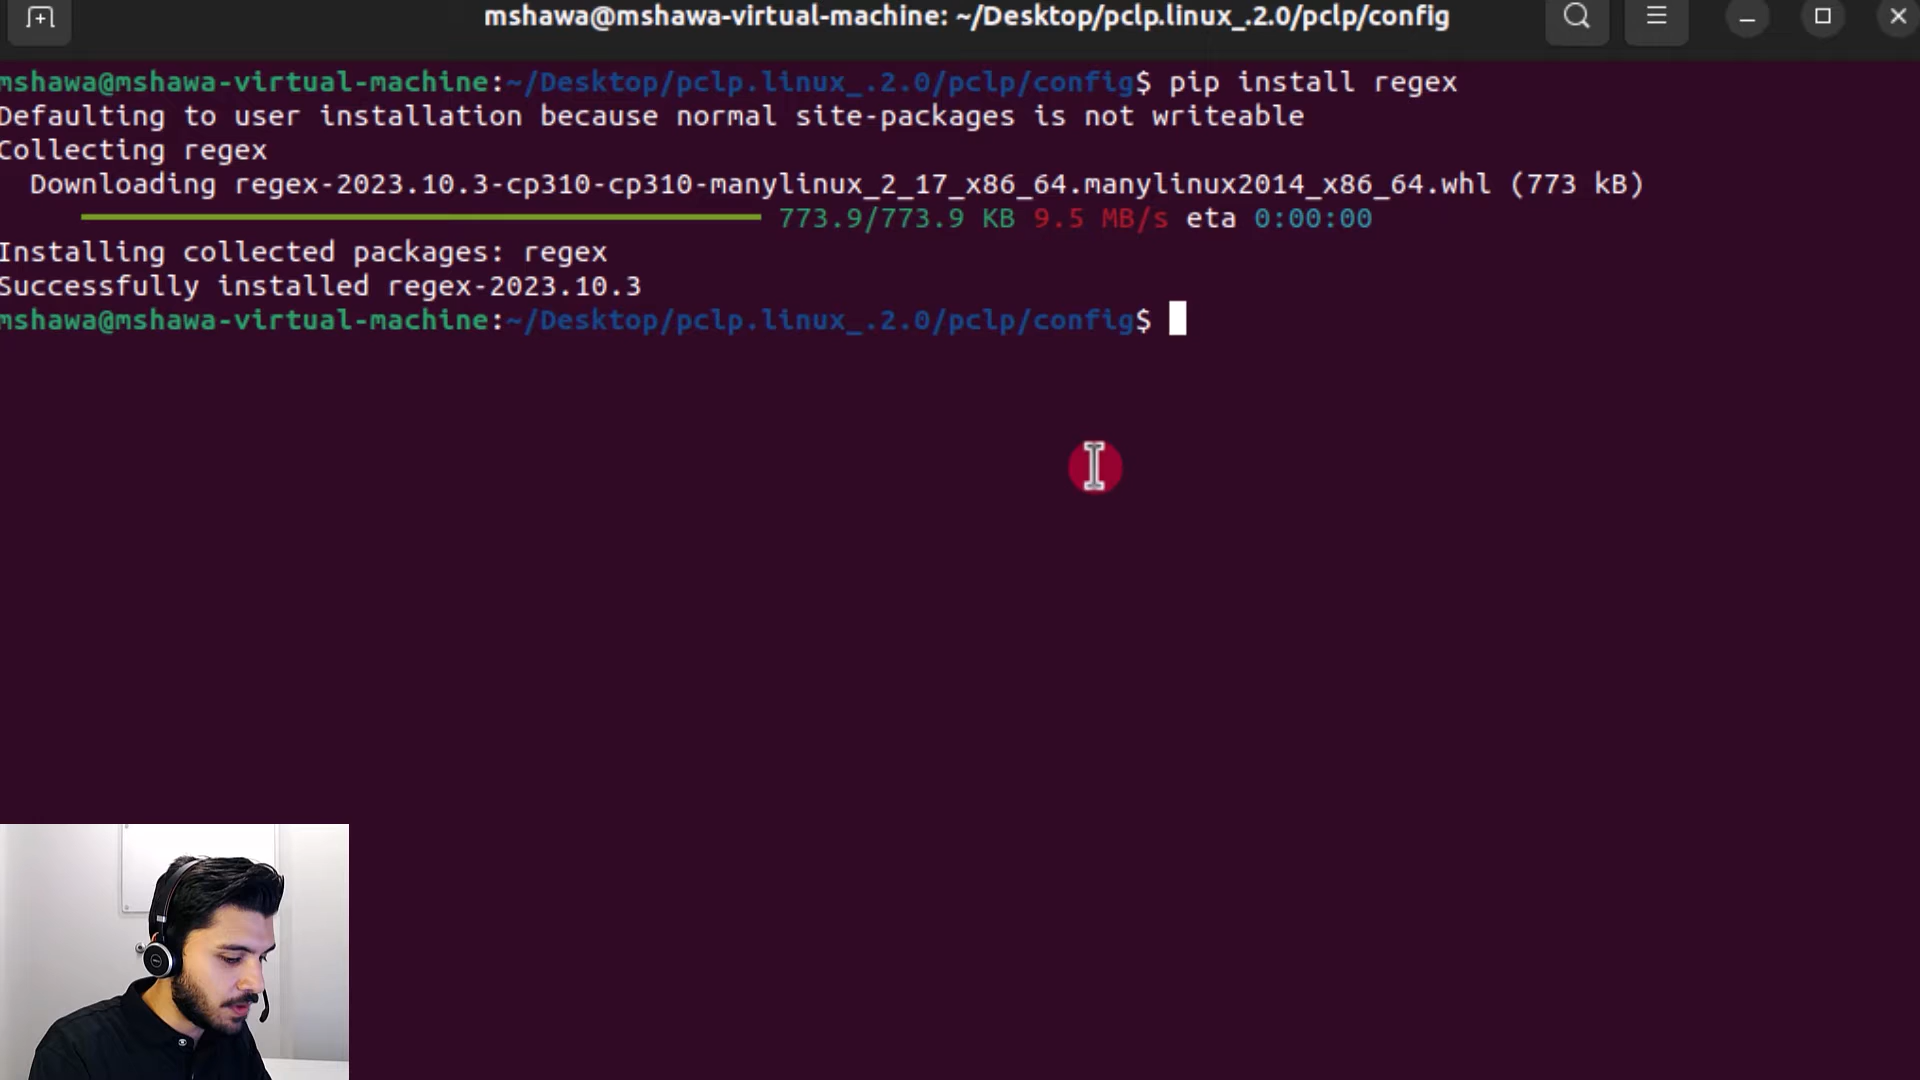 mshawa@mshawa-virtual-machine: ~/Desktop/pclp.linux_.2.0/pclp/config
mshawa@mshawa-virtual-machine:~/Desktop/pclp.linux_.2.0/pclp/config$ pip install regex
Defaulting to user installation because normal site-packages is not writeable
Collecting regex
Downloading regex-2023.10.3-cp310-cp310-manylinux_2_17_x86_64.manylinux2014_x86_64.whl (773 kB)
773.9/773.9 KB 9.5 MB/s eta 0:00:00
Installing collected packages: regex
Successfully installed regex-2023.10.3
mshawa@mshawa-virtual-machine:~/Desktop/pclp.linux_.2.0/pclp/config$